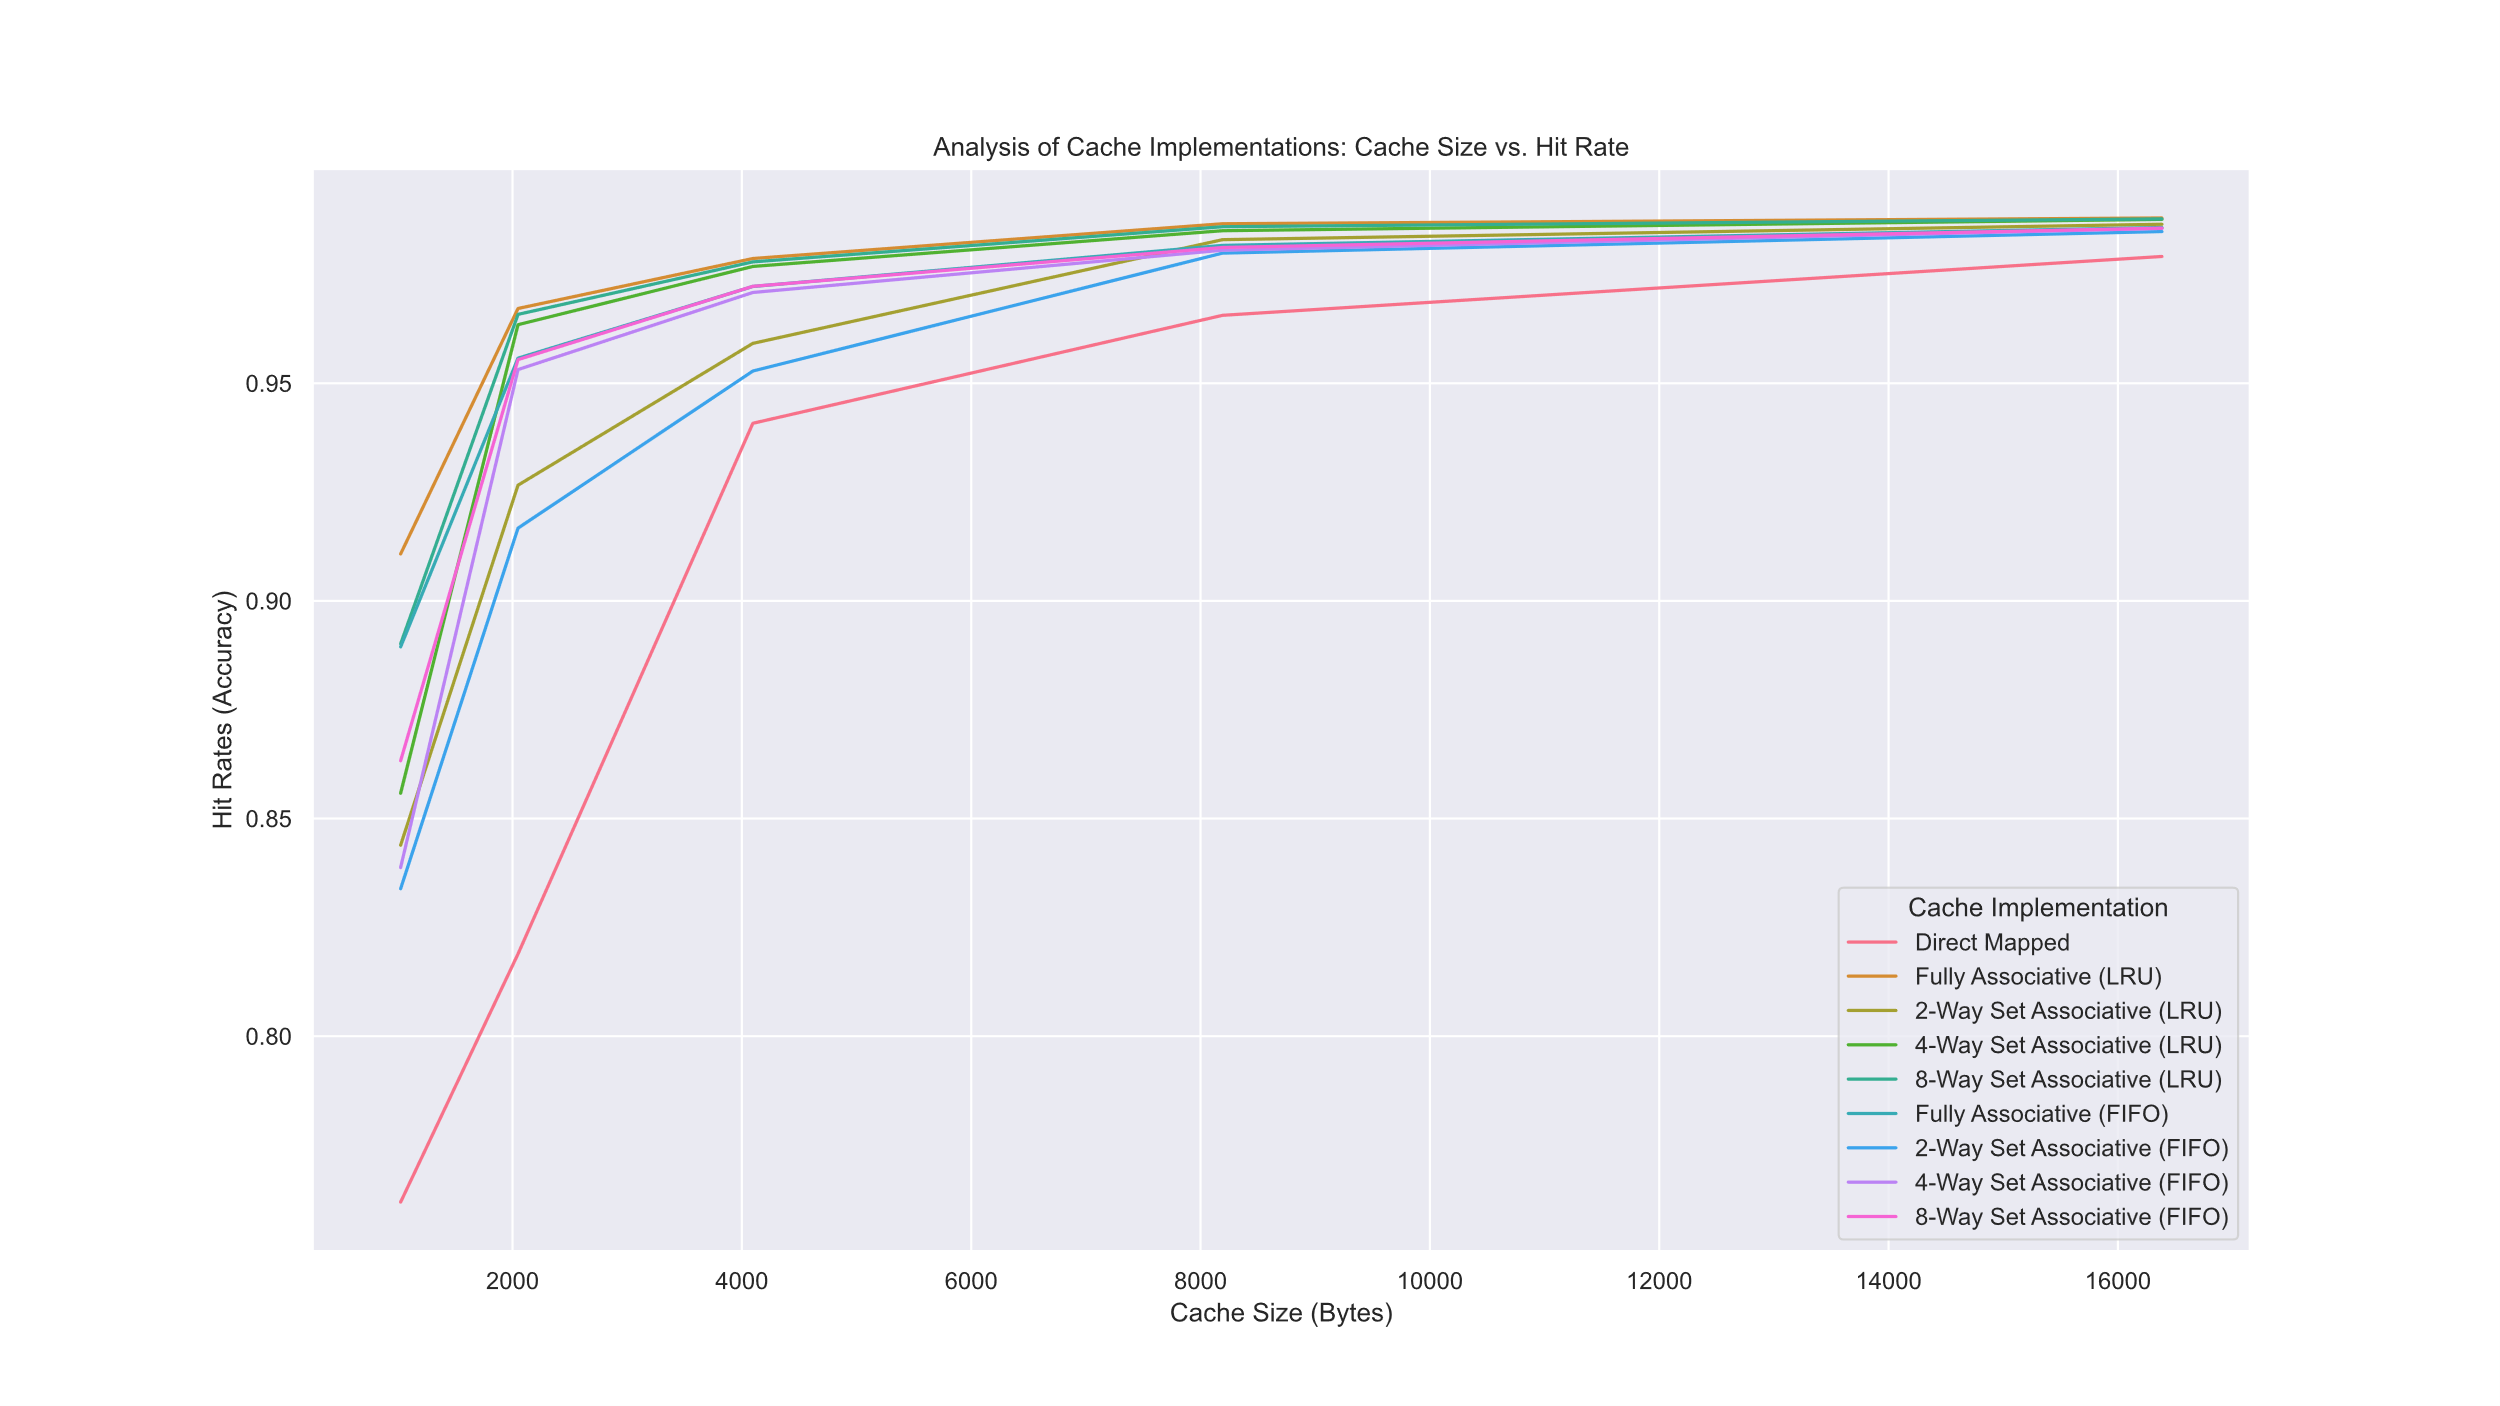 Analysis of Cache Implementations: Cache Size vs. Hit Rate
Hit Rates (Accuracy)
0.95
0.90
0.85
0.80
2000 4000 6000 8000 10000 12000 14000 16000
Cache Size (Bytes)
Cache Implementation
Direct Mapped
Fully Associative (LRU)
2-Way Set Associative (LRU)
4-Way Set Associative (LRU)
8-Way Set Associative (LRU)
Fully Associative (FIFO)
2-Way Set Associative (FIFO)
4-Way Set Associative (FIFO)
8-Way Set Associative (FIFO)